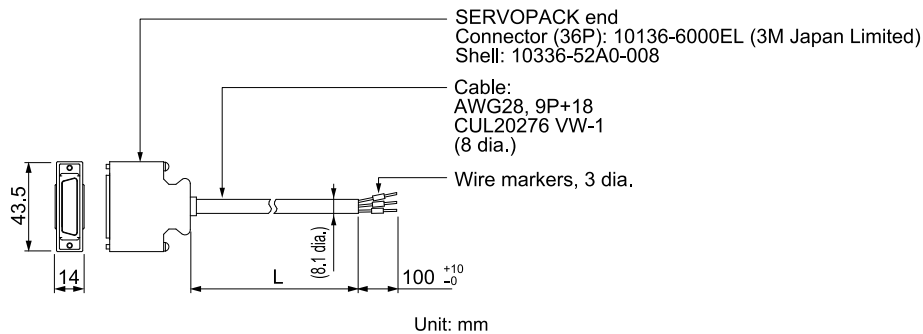 SERVOPACK end
Connector (36P): 10136-6000EL (3M Japan Limited)
Shell: 10336-52A0-008
Cable:
AWG28, 9P+18
CUL20276 VW-1
(8 dia.)
Wire markers, 3 dia.
43.5
14
L
(8.1 dia.)
100 +10 -0
Unit: mm